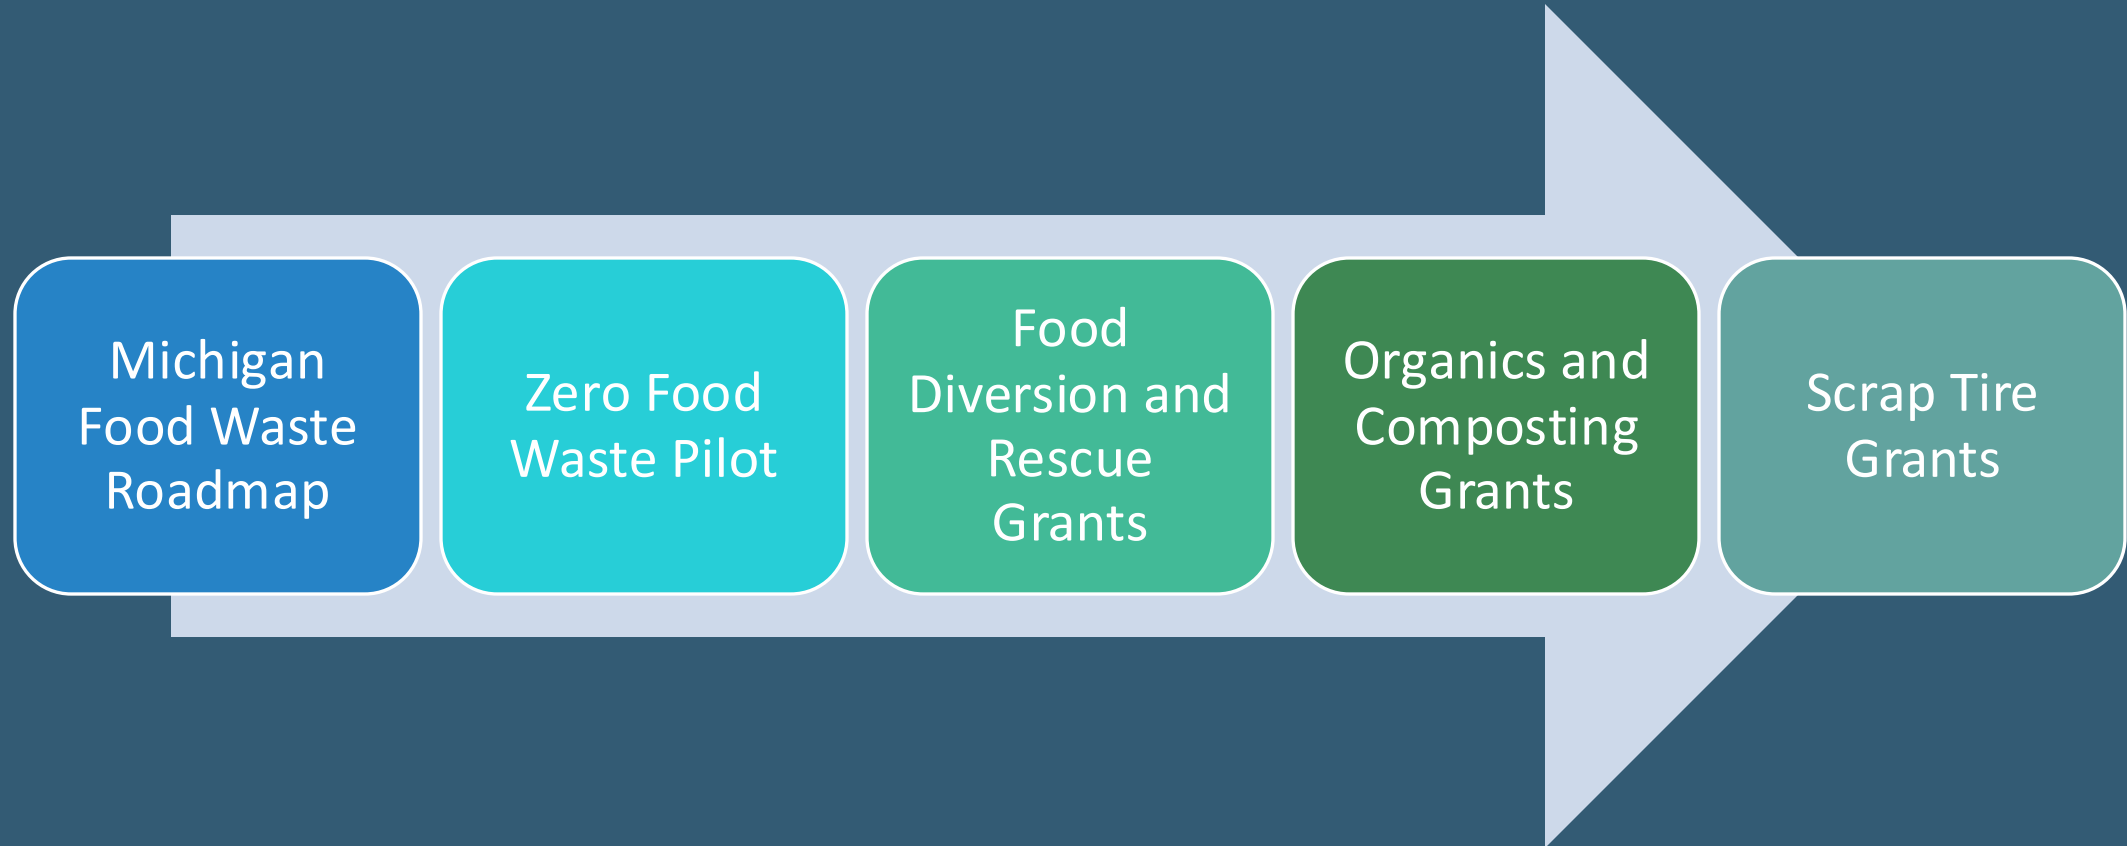 Michigan
Food Waste
Roadmap
Zero Food
Waste Pilot
Food
Diversion and
Rescue
Grants
Organics and
Composting
Grants
Scrap Tire
Grants